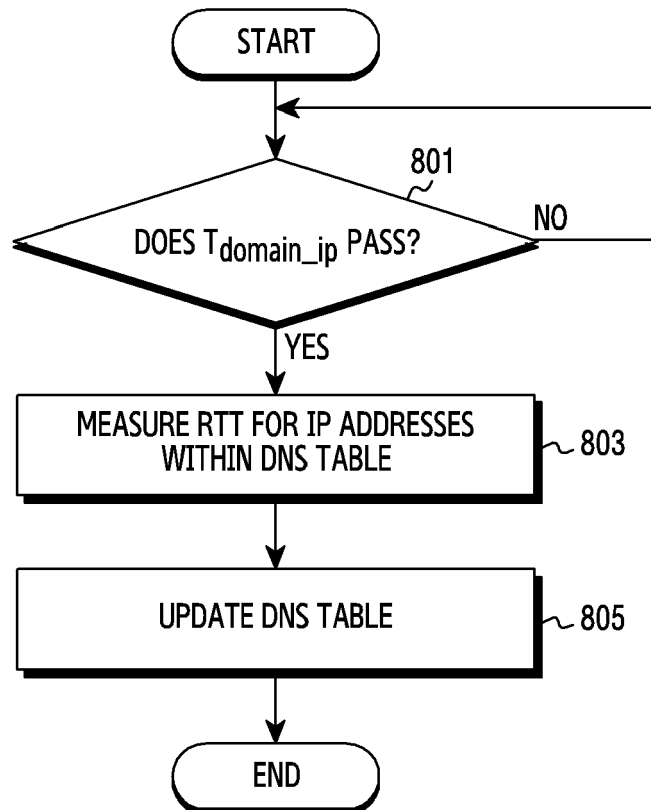 START
801
DOES Tdomain_ip PASS?
NO
YES
MEASURE RTT FOR IP ADDRESSES
WITHIN DNS TABLE
803
UPDATE DNS TABLE
805
END